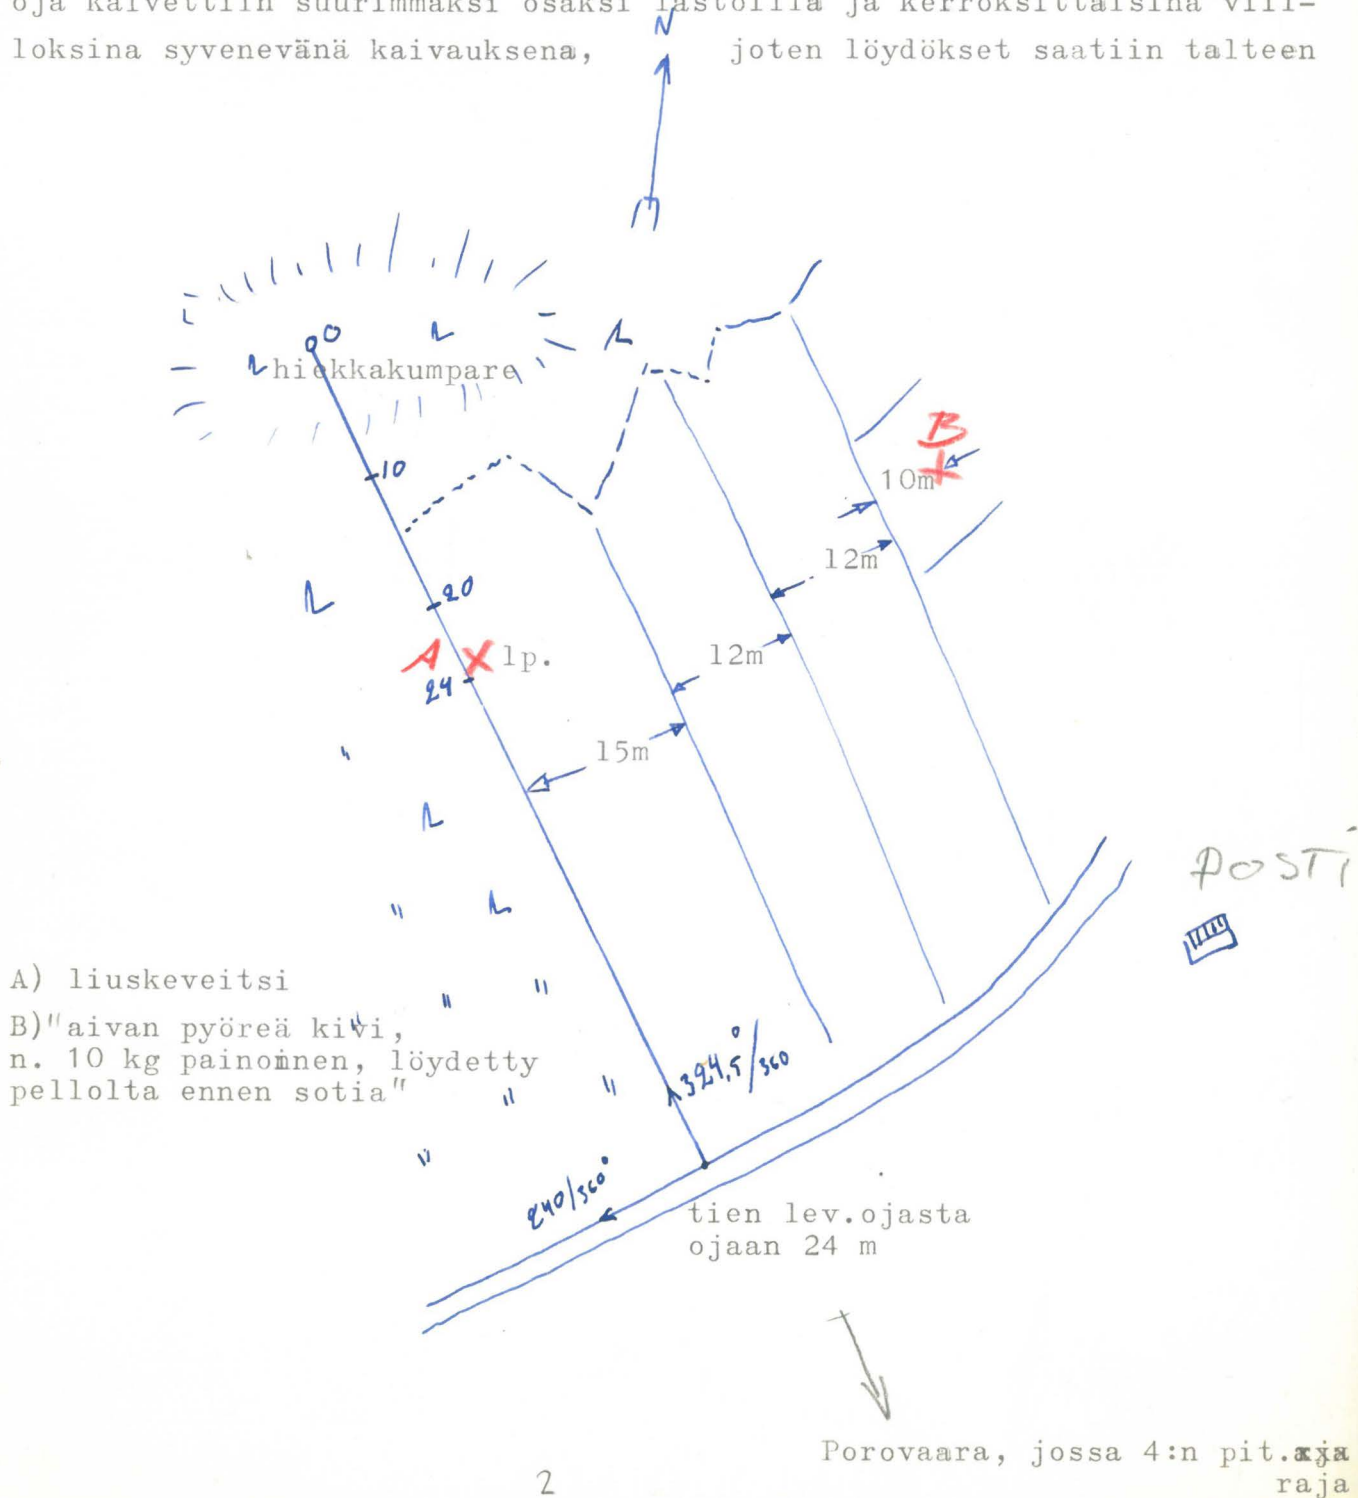 oja kaivettiin suurimmaksi osaksi lastoilla ja kerroksittaisina viil-
loksina syvenevänä kaivauksena, joten löydökset saatiin talteen
N
0
hiekkakumpare
10
B
10m
12m
20
A X lp.
24
12m
15m
POSTI
A) liuskeveitsi
B)"aivan pyöreä kivi,
n. 10 kg painoinen, löydetty
pellolta ennen sotia"
324,5°/360
240/360°
tien lev.ojasta
ojaan 24 m
Porovaara, jossa 4:n pit.
raja
2